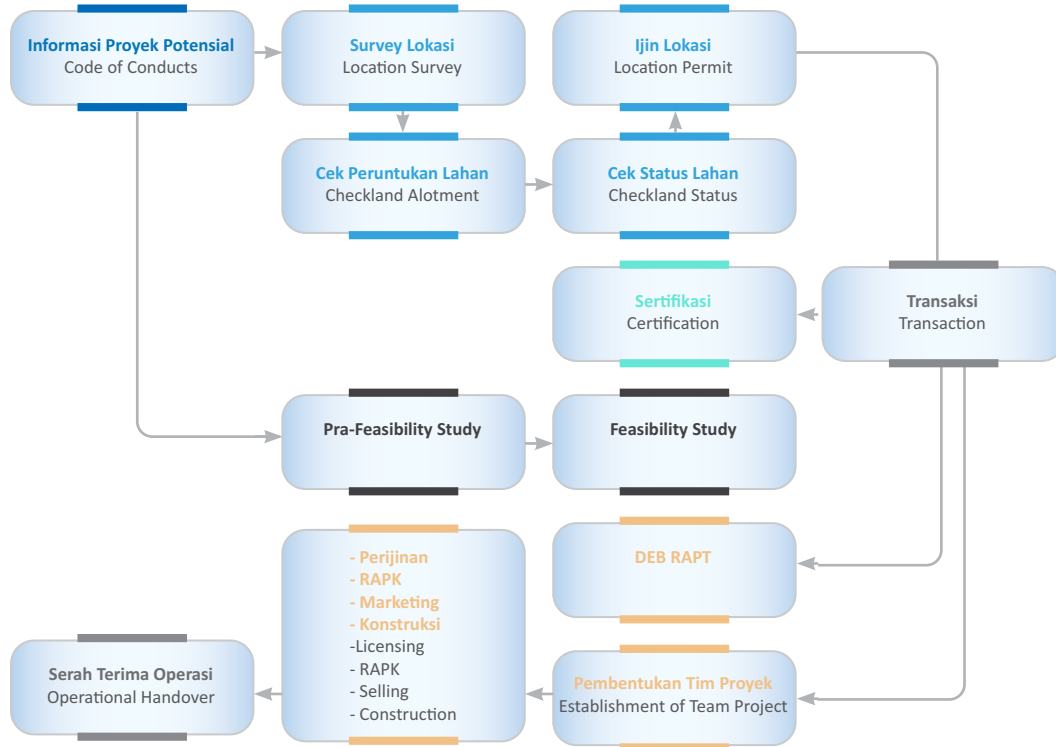 Informasi Proyek Potensial
Code of Conducts
Survey Lokasi
Location Survey
Ijin Lokasi
Location Permit
Cek Peruntukan Lahan
Checkland Alotment
Cek Status Lahan
Checkland Status
Sertifikasi
Certification
Transaksi
Transaction
Pra-Feasibility Study
Feasibility Study
DEB RAPT
- Perijinan
- RAPK
- Marketing
- Konstruksi
-Licensing
- RAPK
- Selling
- Construction
Serah Terima Operasi
Operational Handover
Pembentukan Tim Proyek
Establishment of Team Project